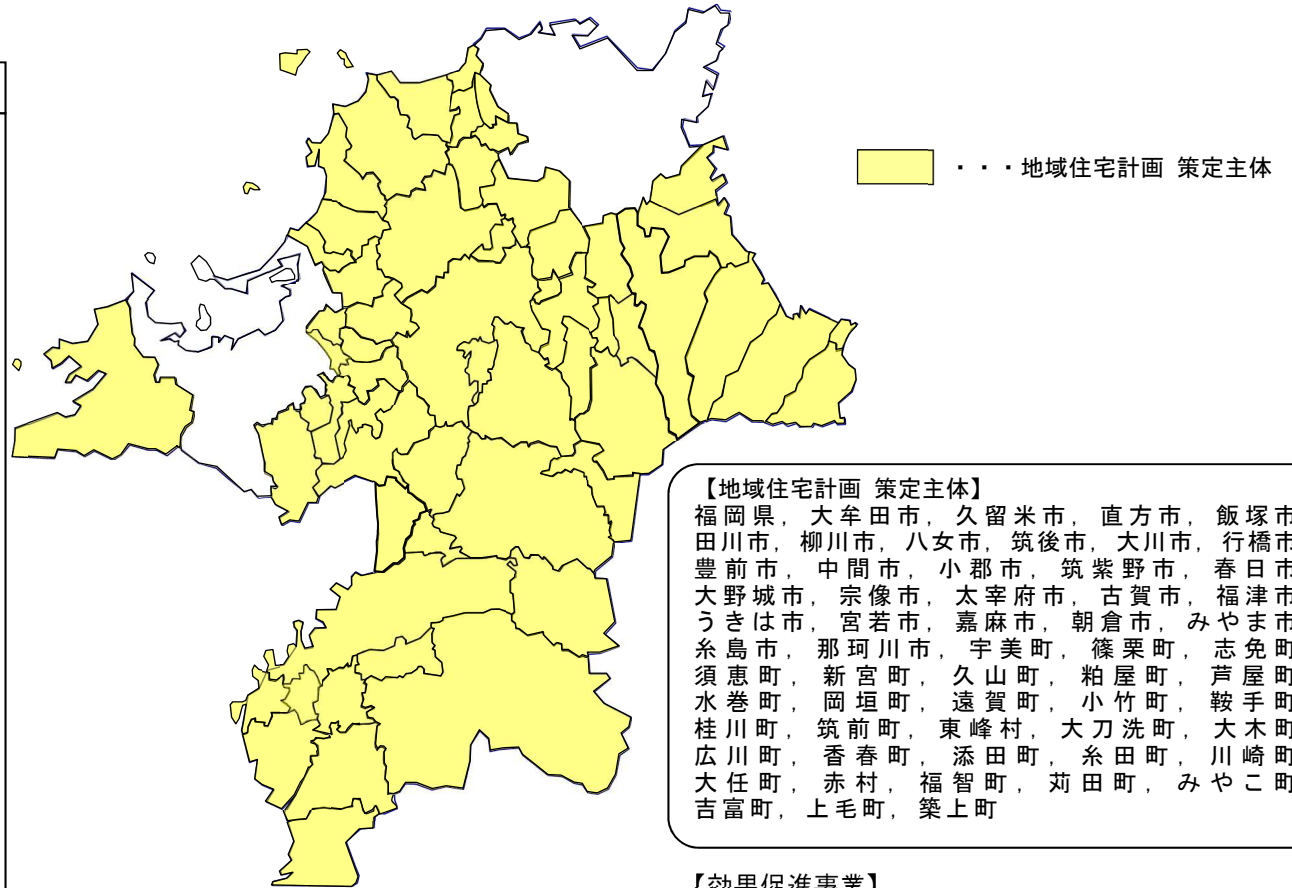 ・・・地域住宅計画 策定主体
【地域住宅計画 策定主体】
福岡県，大牟田市，久留米市，直方市，飯塚市
田川市，柳川市，八女市，筑後市，大川市，行橋市
豊前市，中間市，小郡市，筑紫野市，春日市
大野城市，宗像市，太宰府市，古賀市，福津市
うきは市，宮若市，嘉麻市，朝倉市，みやま市
糸島市，那珂川市，宇美町，篠栗町，志免町
須恵町，新宮町，久山町，粕屋町，芦屋町
水巻町，岡垣町，遠賀町，小竹町，鞍手町
桂川町，筑前町，東峰村，大刀洗町，大木町
広川町，香春町，添田町，糸田町，川崎町
大任町，赤村，福智町，苅田町，みやこ町
吉富町，上毛町，築上町
【効果促進事業】